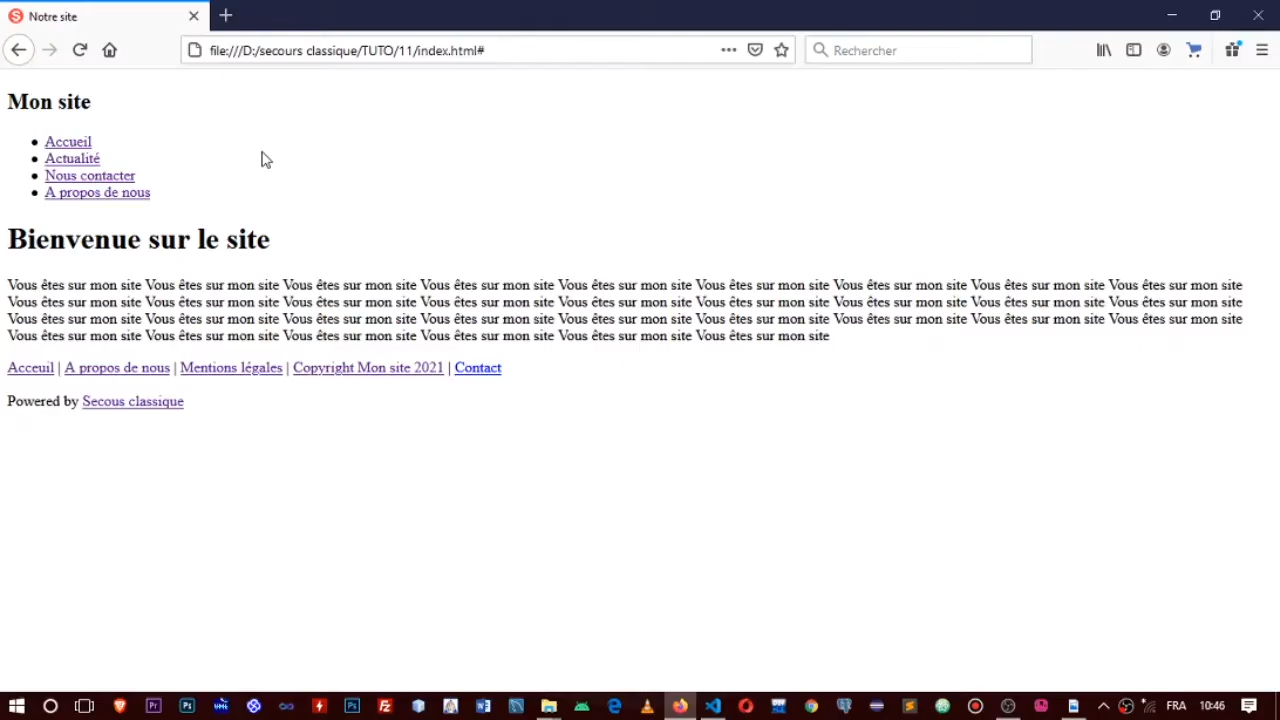 Notre site
file:///D:/secours classique/TUTO/11/index.html#
Rechercher
Mon site
Accueil
Actualité
Nous contacter
A propos de nous
Bienvenue sur le site
Vous êtes sur mon site Vous êtes sur mon site Vous êtes sur mon site Vous êtes sur mon site Vous êtes sur mon site Vous êtes sur mon site Vous êtes sur mon site Vous êtes sur mon site Vous êtes sur mon site
Vous êtes sur mon site Vous êtes sur mon site Vous êtes sur mon site Vous êtes sur mon site Vous êtes sur mon site Vous êtes sur mon site Vous êtes sur mon site Vous êtes sur mon site Vous êtes sur mon site
Vous êtes sur mon site Vous êtes sur mon site Vous êtes sur mon site Vous êtes sur mon site Vous êtes sur mon site Vous êtes sur mon site Vous êtes sur mon site Vous êtes sur mon site Vous êtes sur mon site
Vous êtes sur mon site Vous êtes sur mon site Vous êtes sur mon site Vous êtes sur mon site Vous êtes sur mon site Vous êtes sur mon site
Acceuil | A propos de nous | Mentions légales | Copyright Mon site 2021 | Contact
Powered by Secous classique
FRA 10:46